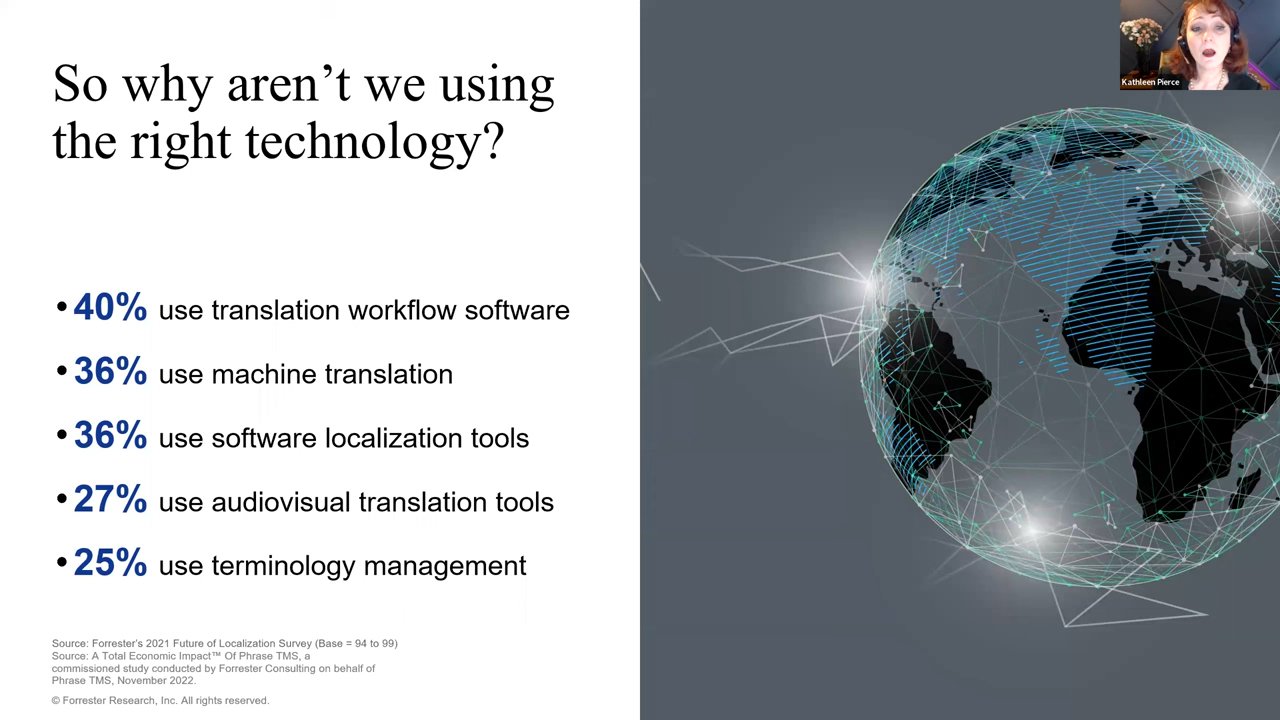 So why aren’t we using
the right technology?
• 40% use translation workflow software
• 36% use machine translation
• 36% use software localization tools
• 27% use audiovisual translation tools
• 25% use terminology management
Source: Forrester’s 2021 Future of Localization Survey (Base = 94 to 99)
Source: A Total Economic Impact™ Of Phrase TMS, a
commissioned study conducted by Forrester Consulting on behalf of
Phrase TMS, November 2022.
© Forrester Research, Inc. All rights reserved.
Kathleen Pierce